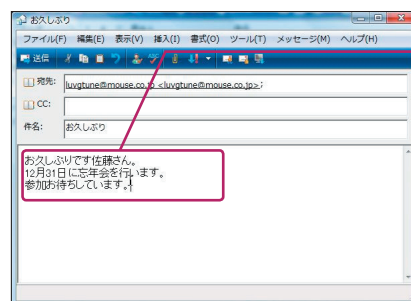 お久しぶり
ファイル(F) 編集(E) 表示(V) 挿入(I) 書式(O) ツール(T) メッセージ(M) ヘルプ(H)
送信
宛先: luvgtune@mouse.co.jp <luvgtune@mouse.co.jp>;
CC:
件名: お久しぶり
お久しぶりです佐藤さん。
12月31日に忘年会を行います。
参加お待ちしています。